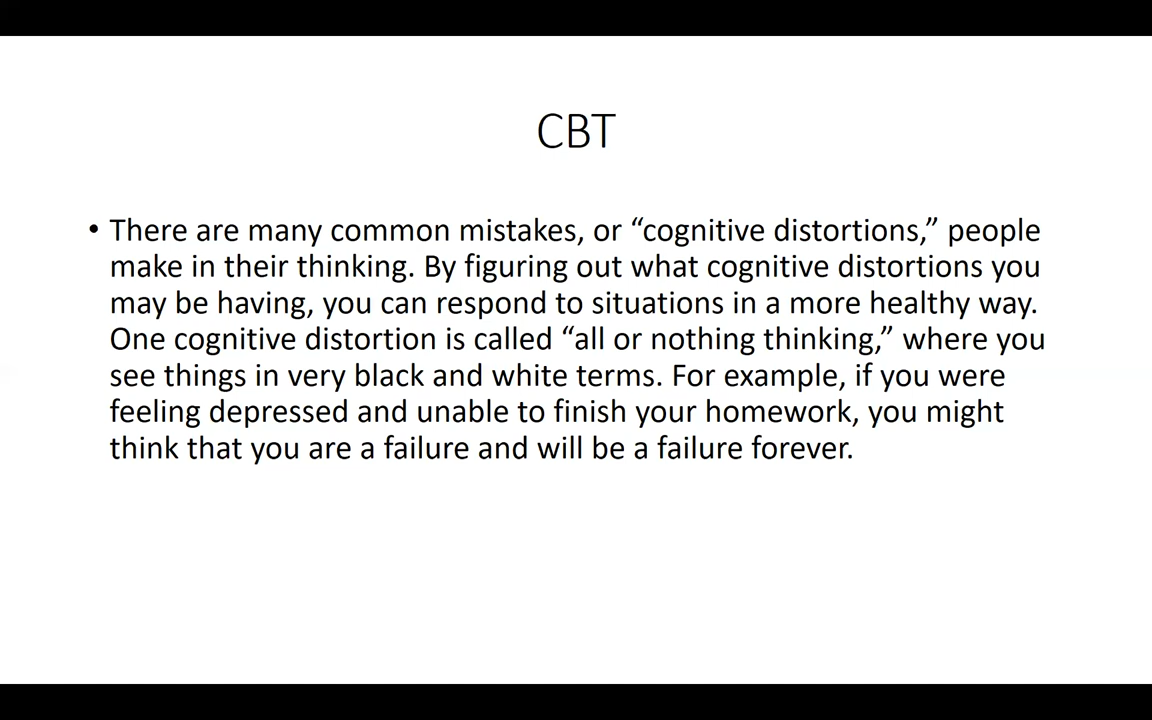 CBT
• There are many common mistakes, or “cognitive distortions,” people
make in their thinking. By figuring out what cognitive distortions you
may be having, you can respond to situations in a more healthy way.
One cognitive distortion is called “all or nothing thinking,” where you
see things in very black and white terms. For example, if you were
feeling depressed and unable to finish your homework, you might
think that you are a failure and will be a failure forever.